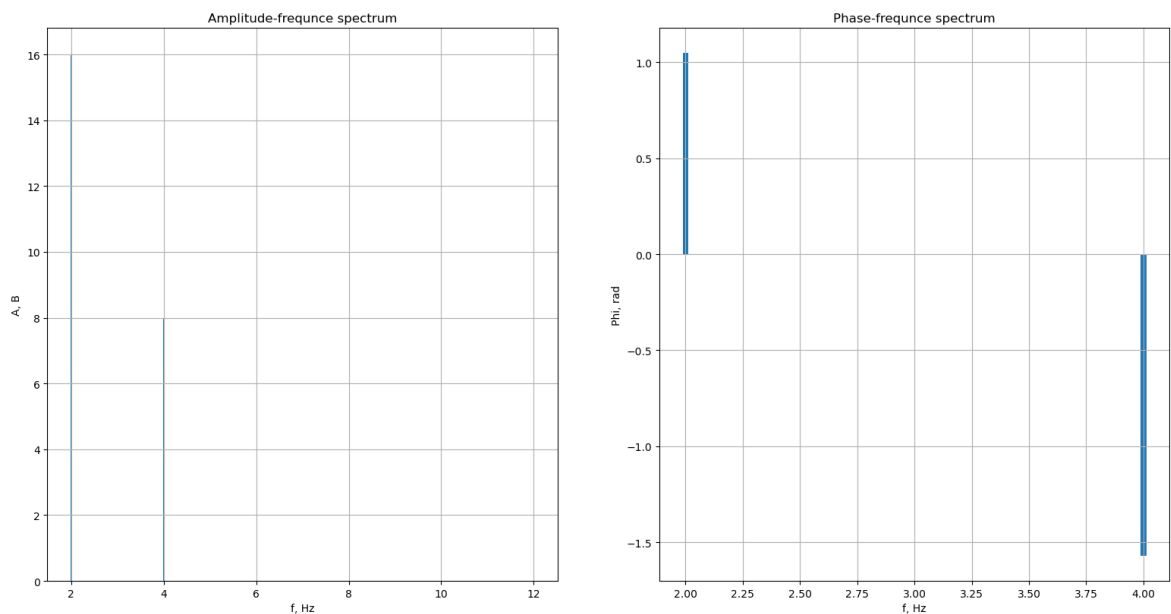 Amplitude-frequnce spectrum
A, B
16
14
12
10
8
6
4
2
0
2 4 6 8 10 12
f, Hz
Phase-frequnce spectrum
Phi, rad
1.0
0.5
0.0
−0.5
−1.0
−1.5
2.00 2.25 2.50 2.75 3.00 3.25 3.50 3.75 4.00
f, Hz